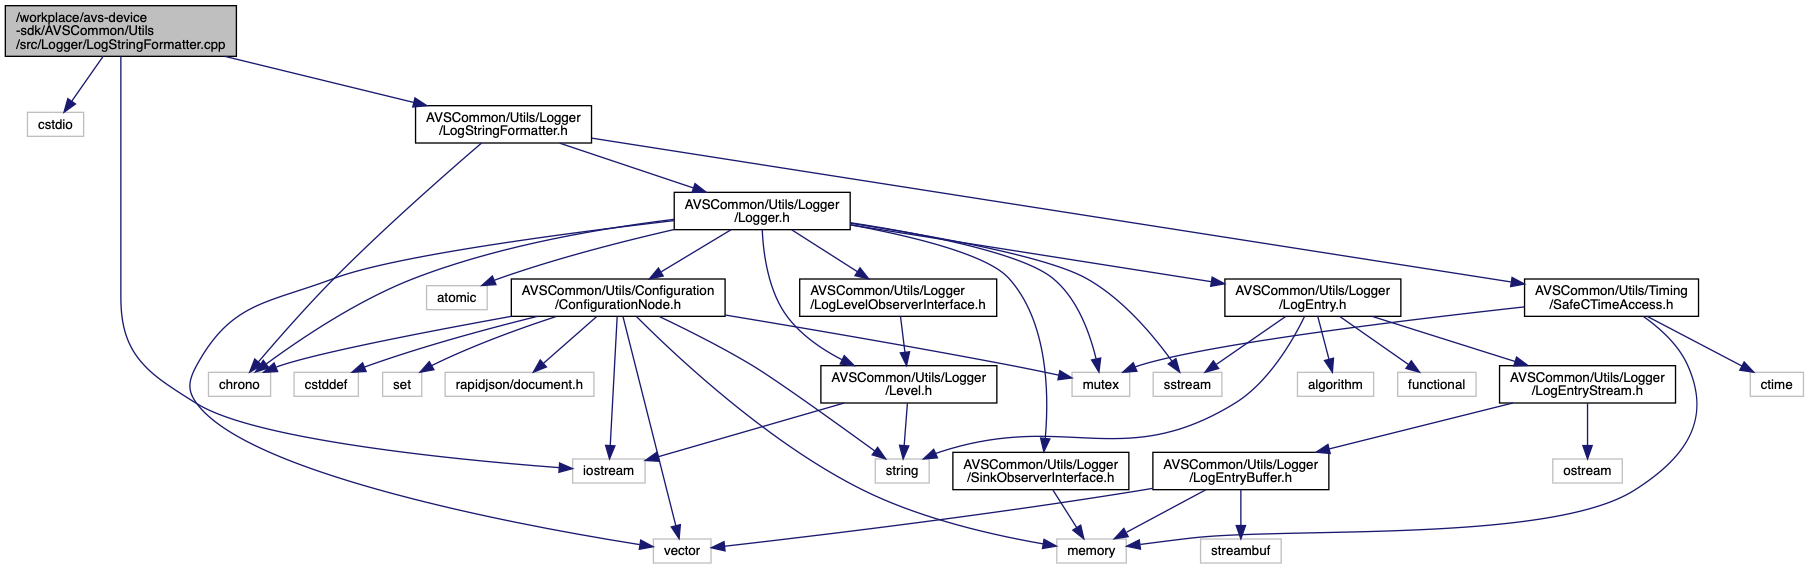 /workplace/avs-device
-sdk/AVSCommon/Utils
/src/Logger/LogStringFormatter.cpp
cstdio
AVSCommon/Utils/Logger
/LogStringFormatter.h
AVSCommon/Utils/Logger
/Logger.h
atomic
AVSCommon/Utils/Configuration
/ConfigurationNode.h
AVSCommon/Utils/Logger
/LogLevelObserverInterface.h
AVSCommon/Utils/Logger
/LogEntry.h
AVSCommon/Utils/Timing
/SafeCTimeAccess.h
chrono
cstddef
set
rapidjson/document.h
AVSCommon/Utils/Logger
/Level.h
mutex
sstream
algorithm
functional
AVSCommon/Utils/Logger
/LogEntryStream.h
ctime
iostream
string
AVSCommon/Utils/Logger
/SinkObserverInterface.h
AVSCommon/Utils/Logger
/LogEntryBuffer.h
ostream
vector
memory
streambuf